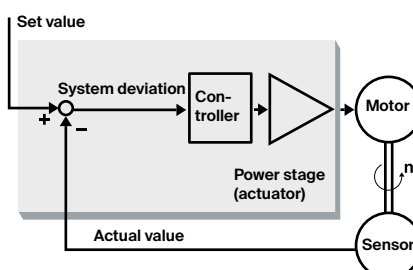 Set value
System deviation
Con-
troller
Motor
+
−
n
Power stage
(actuator)
Actual value
Sensor